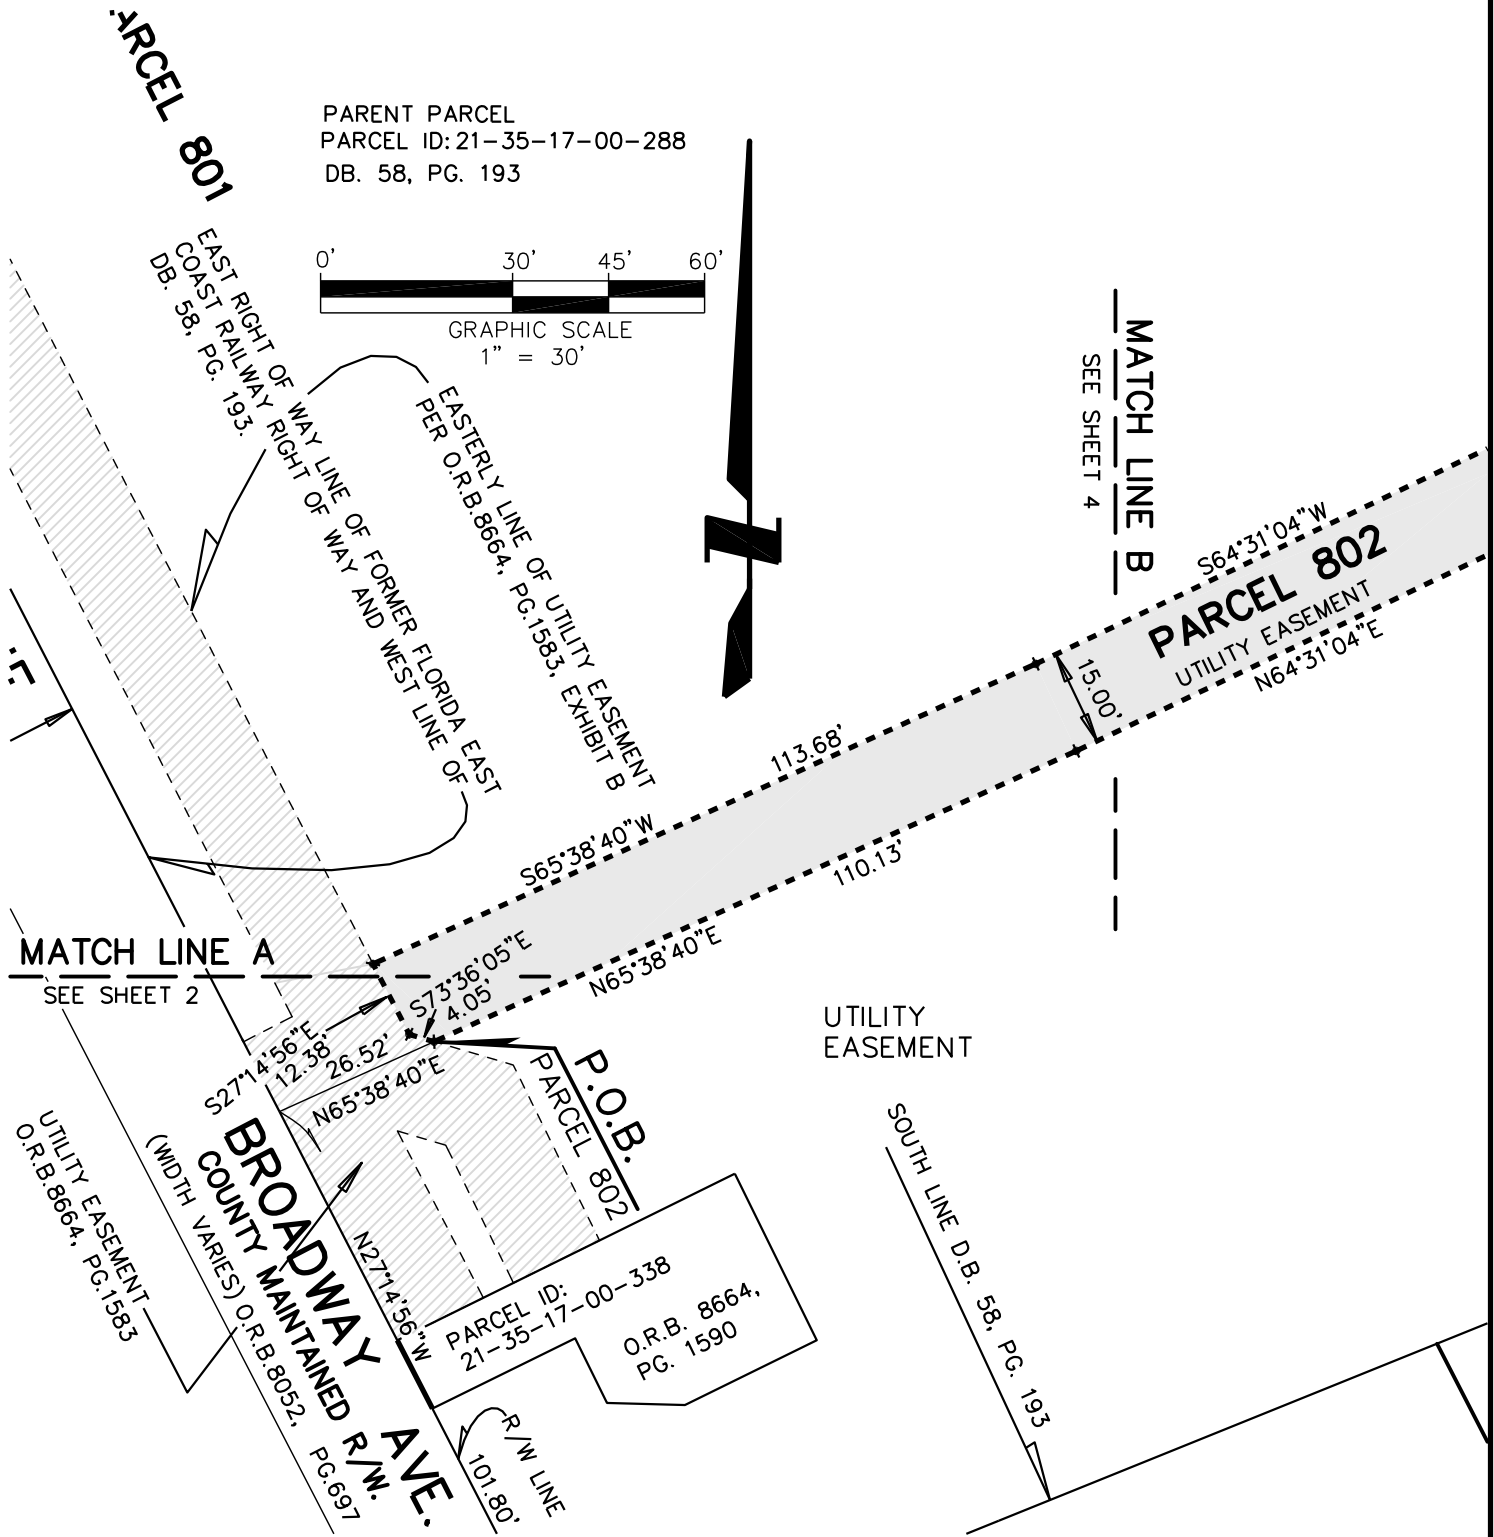 PARCEL 801
PARENT PARCEL
PARCEL ID: 21-35-17-00-288
DB. 58, PG. 193
0' 30' 45' 60'
GRAPHIC SCALE
1" = 30'
EAST RIGHT OF WAY LINE OF FORMER FLORIDA EAST
COAST RAILWAY RIGHT OF WAY AND WEST LINE OF
DB. 58, PG. 193.
EASTERLY LINE OF UTILITY EASEMENT
PER O.R.B.8664, PG.1583, EXHIBIT B
N
MATCH LINE B
SEE SHEET 4
S64°31'04"W
PARCEL 802
UTILITY EASEMENT
N64°31'04"E
15.00'
113.68'
S65°38'40"W
110.13'
N65°38'40"E
MATCH LINE A
SEE SHEET 2
S73°36'05"E
4.05'
S27°14'56"E
12.38'
26.52'
N65°38'40"E
P.O.B.
PARCEL 802
UTILITY
EASEMENT
UTILITY EASEMENT
O.R.B.8664, PG.1583
BROADWAY AVE.
COUNTY MAINTAINED R/W.
(WIDTH VARIES) O.R.B.8052, PG.697
N27°14'56"W
PARCEL ID:
21-35-17-00-338
O.R.B. 8664,
PG. 1590
R/W LINE
101.80'
SOUTH LINE D.B. 58, PG. 193